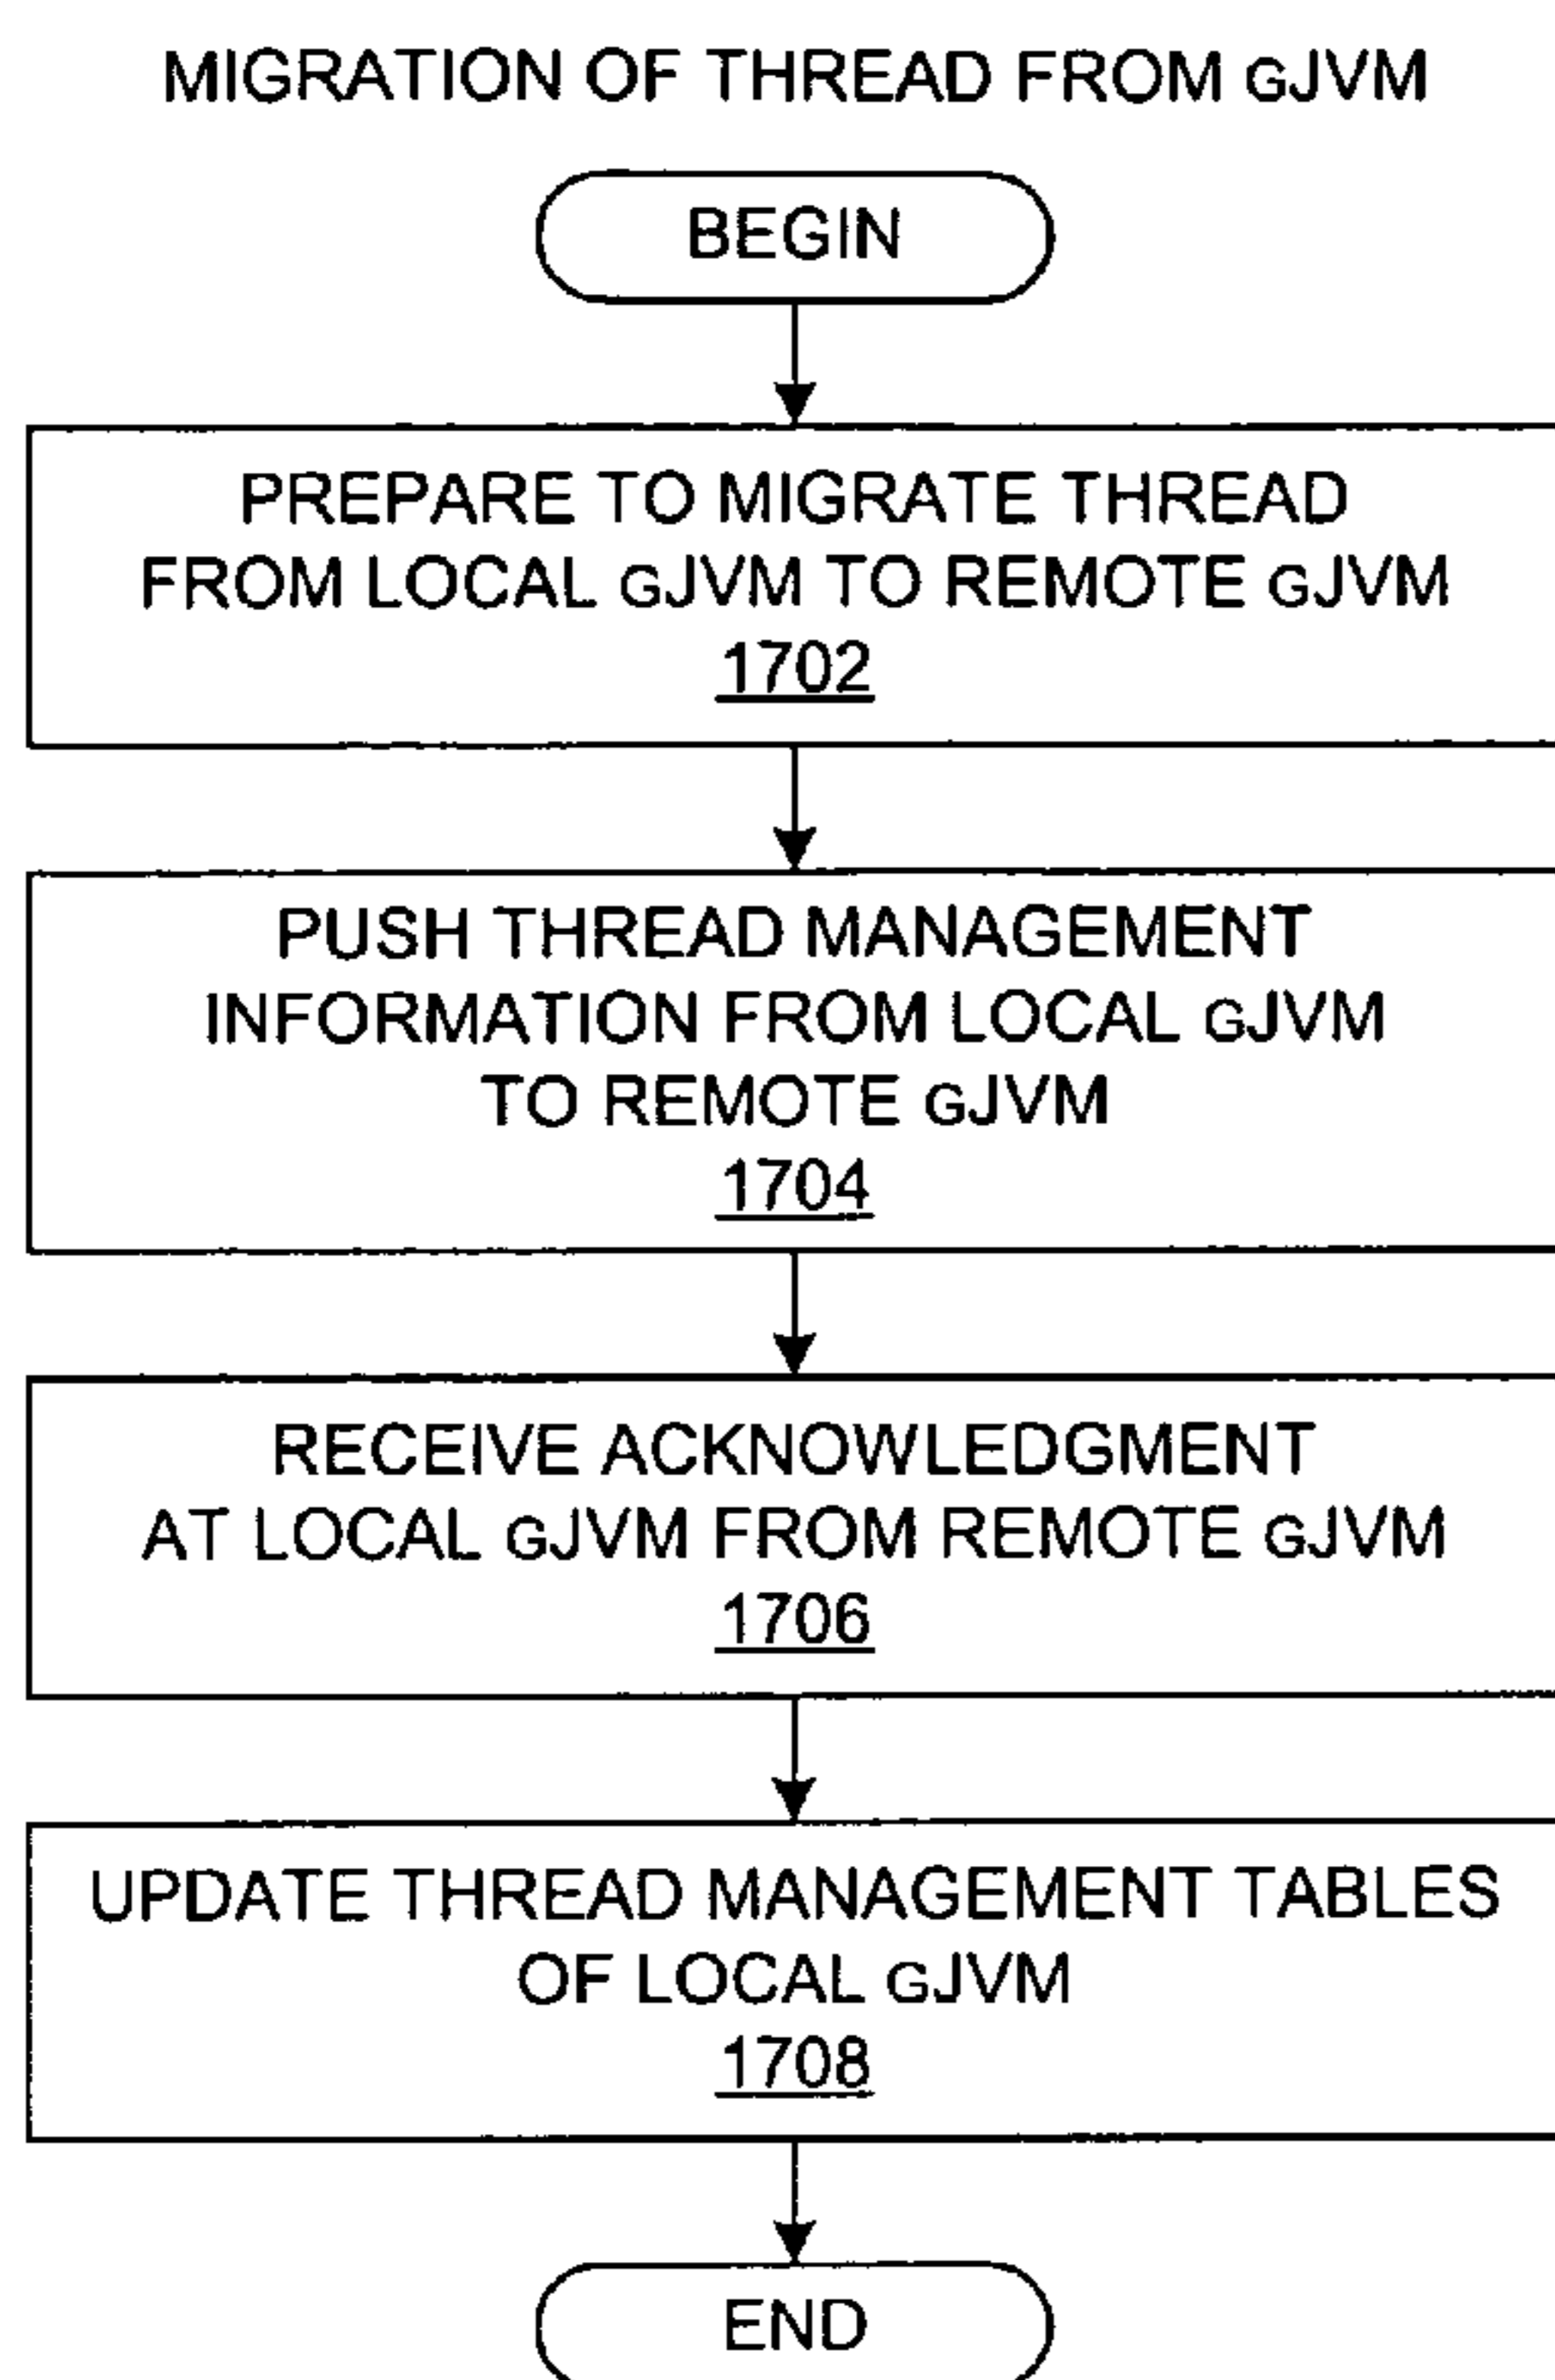 MIGRATION OF THREAD FROM GJVM
BEGIN
PREPARE TO MIGRATE THREAD
FROM LOCAL GJVM TO REMOTE GJVM
1702
PUSH THREAD MANAGEMENT
INFORMATION FROM LOCAL GJVM
TO REMOTE GJVM
1704
RECEIVE ACKNOWLEDGMENT
AT LOCAL GJVM FROM REMOTE GJVM
1706
UPDATE THREAD MANAGEMENT TABLES
OF LOCAL GJVM
1708
END